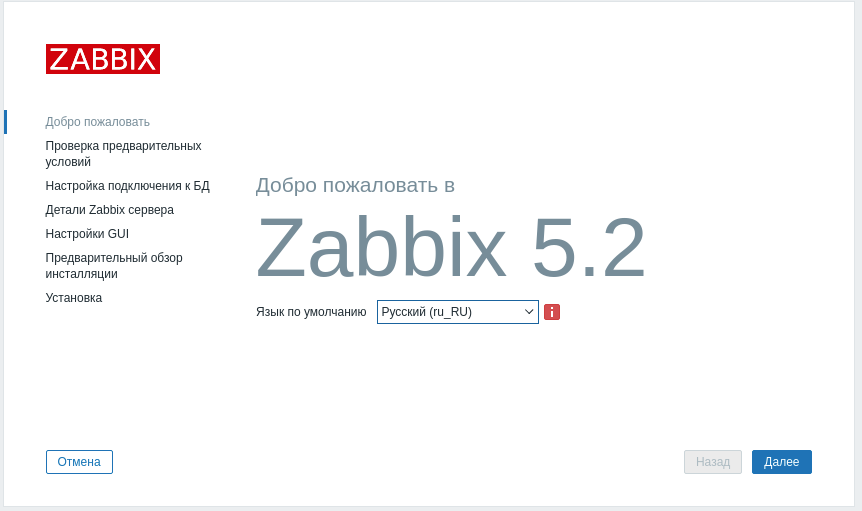 ZABBIX
Добро пожаловать
Проверка предварительных
условий
Настройка подключения к БД
Детали Zabbix сервера
Настройки GUI
Предварительный обзор
инсталляции
Установка
Добро пожаловать в
Zabbix 5.2
Язык по умолчанию Русский (ru_RU) i
Отмена Назад Далее